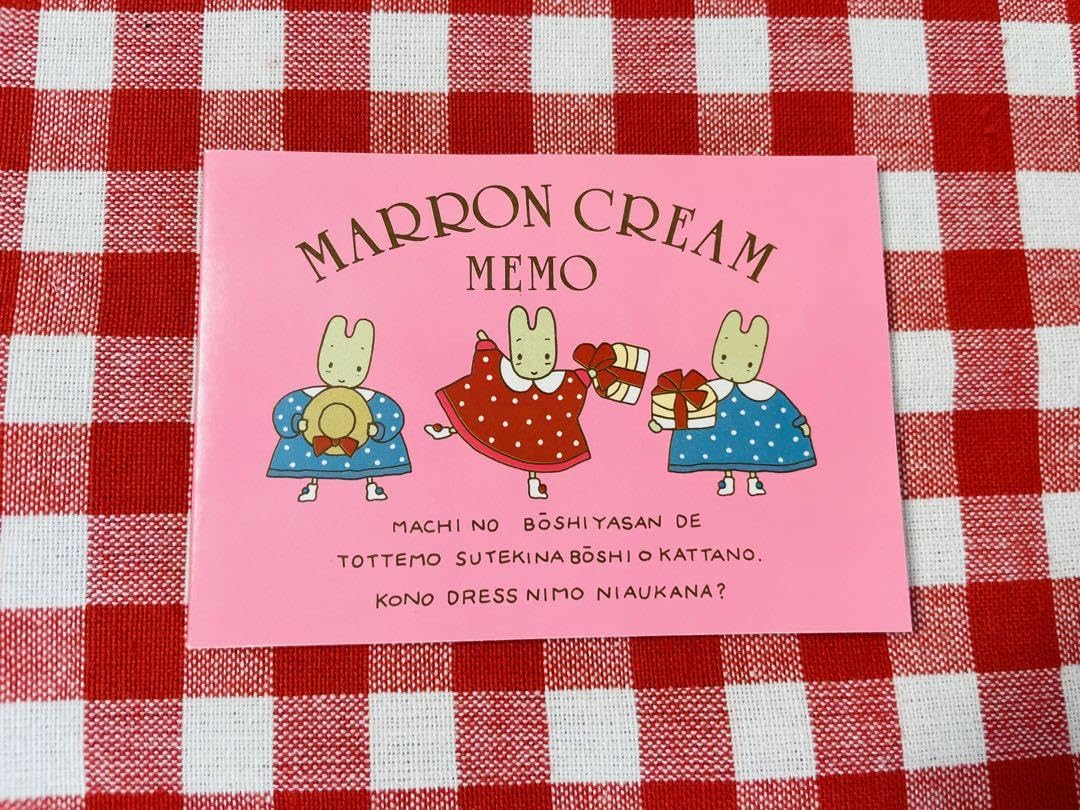 MARRON CREAM
MEMO
MACHI NO BŌSHIYASAN DE
TOTTEMO SUTEKINA BŌSHI O KATTANO.
KONO DRESS NIMO NIAUKANA?